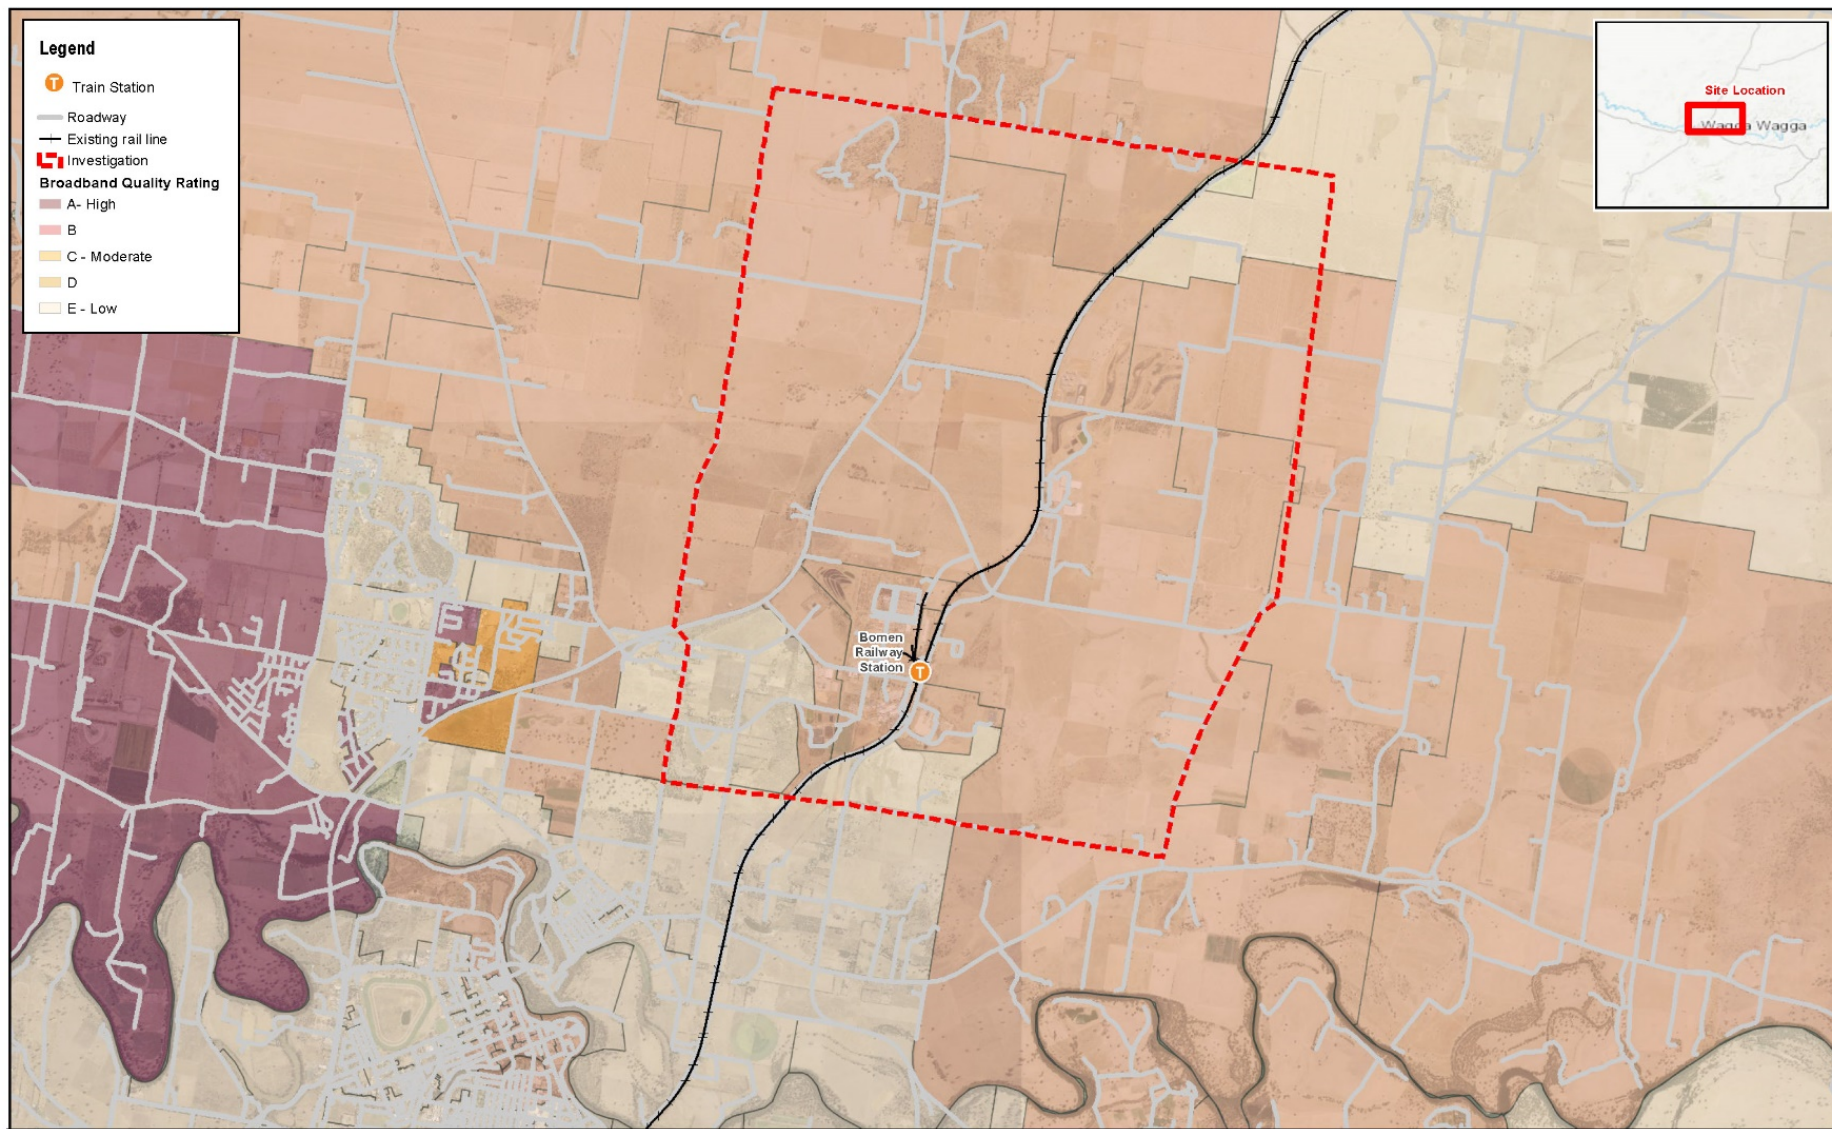 Legend
T Train Station
Roadway
Existing rail line
Investigation
Broadband Quality Rating
A- High
B
C - Moderate
D
E - Low
Site Location
Wagga Wagga
Bomen
Railway
Station
T